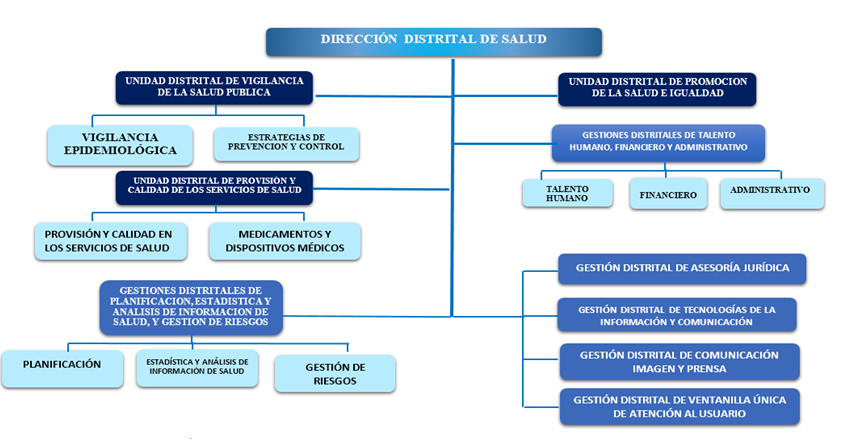 DIRECCIÓN DISTRITAL DE SALUD
UNIDAD DISTRITAL DE VIGILANCIA
DE LA SALUD PUBLICA
VIGILANCIA
EPIDEMIOLÓGICA
ESTRATEGIAS DE
PREVENCION Y CONTROL
UNIDAD DISTRITAL DE PROVISIÓN Y
CALIDAD DE LOS SERVICIOS DE SALUD
PROVISIÓN Y CALIDAD EN
LOS SERVICIOS DE SALUD
MEDICAMENTOS Y
DISPOSITIVOS MÉDICOS
GESTIONES DISTRITALES DE
PLANIFICACION, ESTADISTICA Y
ANALISIS DE INFORMACION DE
SALUD, Y GESTION DE RIESGOS
PLANIFICACIÓN
ESTADÍSTICA Y ANÁLISIS DE
INFORMACIÓN DE SALUD
GESTIÓN DE
RIESGOS
UNIDAD DISTRITAL DE PROMOCION
DE LA SALUD E IGUALDAD
GESTIONES DISTRITALES DE TALENTO
HUMANO, FINANCIERO Y ADMINISTRATIVO
TALENTO
HUMANO
FINANCIERO
ADMINISTRATIVO
GESTIÓN DISTRITAL DE ASESORÍA JURÍDICA
GESTIÓN DISTRITAL DE TECNOLOGÍAS DE LA
INFORMACIÓN Y COMUNICACIÓN
GESTIÓN DISTRITAL DE COMUNICACIÓN
IMAGEN Y PRENSA
GESTIÓN DISTRITAL DE VENTANILLA ÚNICA
DE ATENCIÓN AL USUARIO